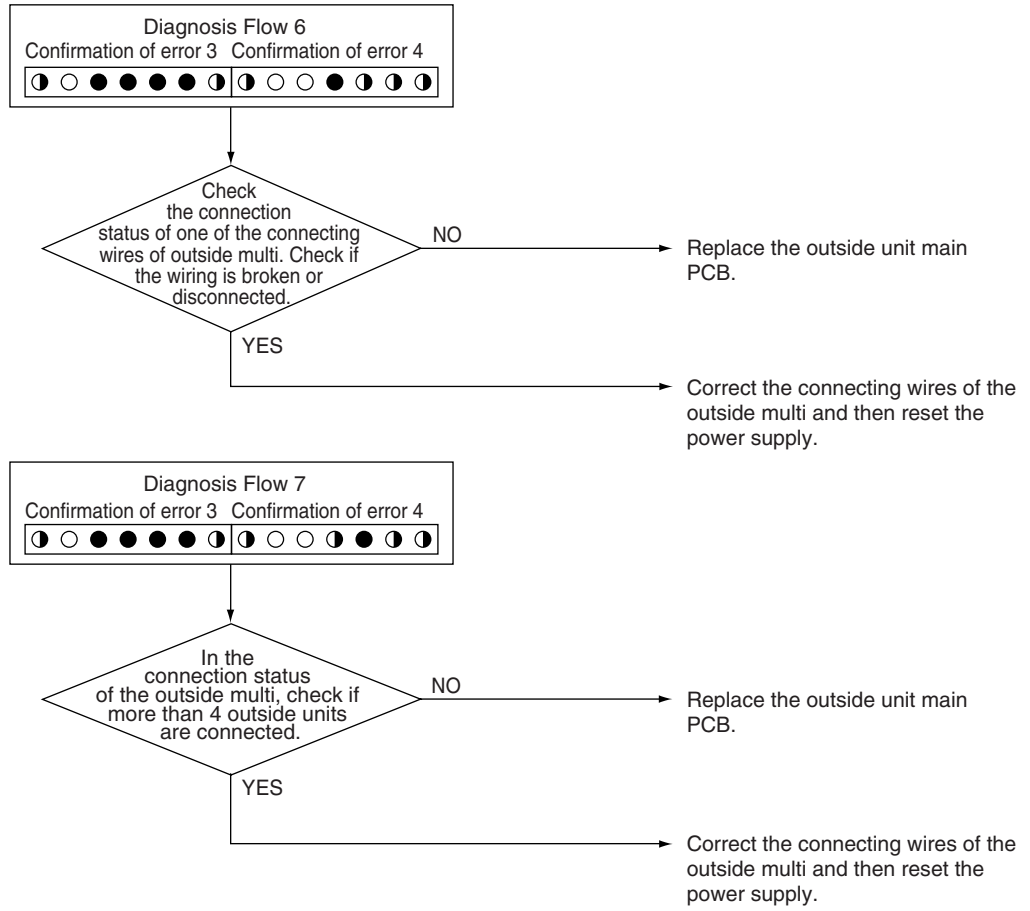 Diagnosis Flow 6
Confirmation of error 3 Confirmation of error 4
Check
the connection
status of one of the connecting
wires of outside multi. Check if
the wiring is broken or
disconnected.
NO
Replace the outside unit main
PCB.
YES
Correct the connecting wires of the
outside multi and then reset the
power supply.
Diagnosis Flow 7
Confirmation of error 3 Confirmation of error 4
In the
connection status
of the outside multi, check if
more than 4 outside units
are connected.
NO
Replace the outside unit main
PCB.
YES
Correct the connecting wires of the
outside multi and then reset the
power supply.